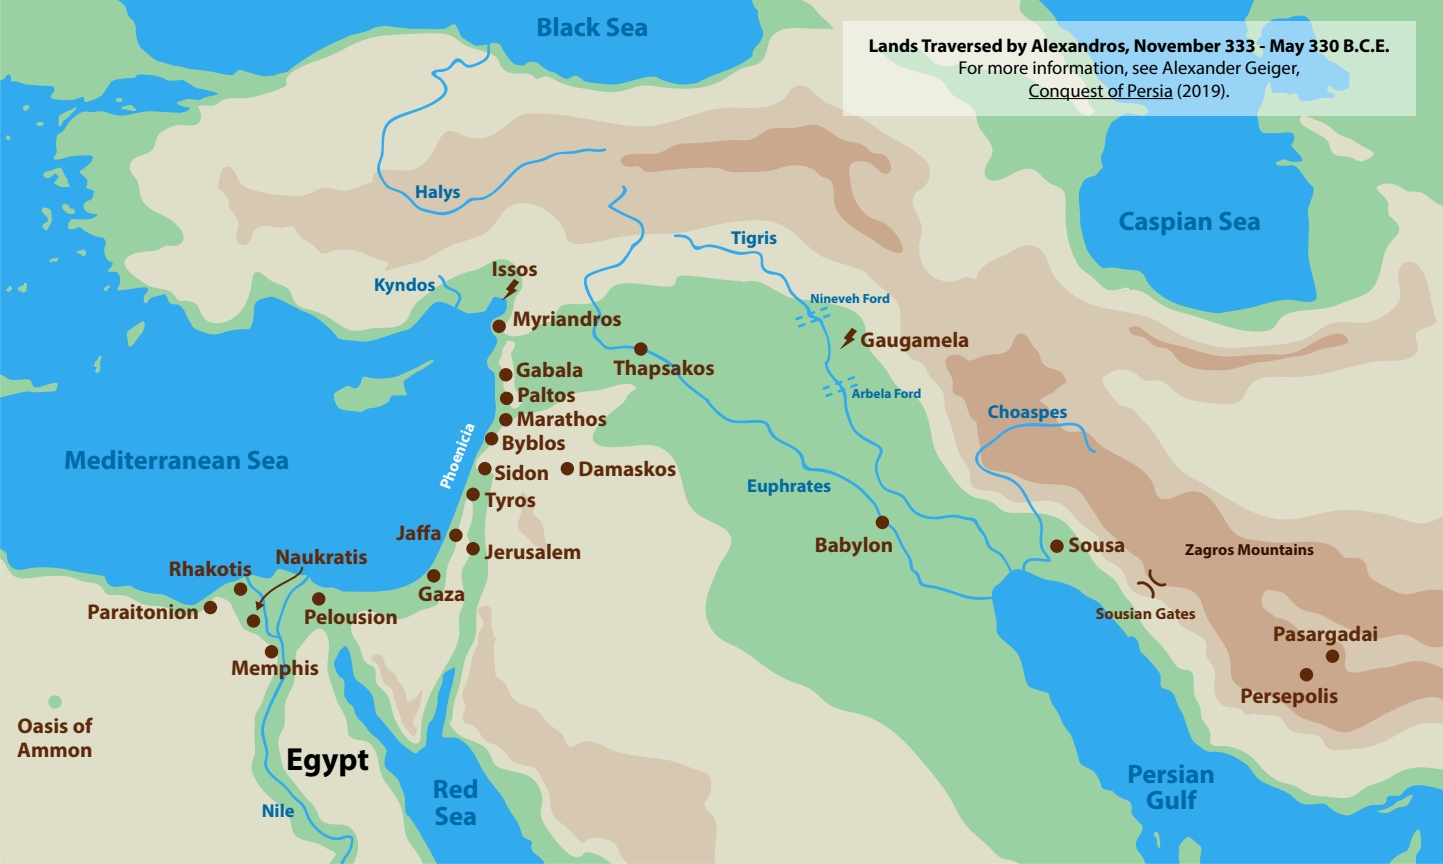 Black Sea
Lands Traversed by Alexandros, November 333 - May 330 B.C.E.
For more information, see Alexander Geiger,
Conquest of Persia (2019).
Halys
Caspian Sea
Tigris
Issos
Kyndos
Nineveh Ford
Myriandros
Gaugamela
Thapsakos
Gabala
Arbela Ford
Paltos
Choaspes
Marathos
Byblos
Phoenicia
Mediterranean Sea
Sidon
Damaskos
Euphrates
Tyros
Jaffa
Babylon
Sousa
Jerusalem
Zagros Mountains
Naukratis
Rhakotis
Gaza
Paraitonion
Pelousion
Sousian Gates
Pasargadai
Memphis
Persepolis
Oasis of
Ammon
Egypt
Red
Sea
Persian
Gulf
Nile